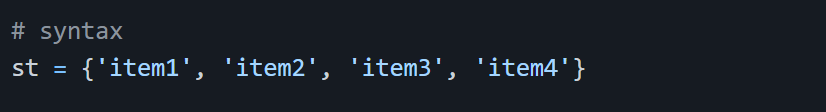 # syntax
st = {'item1', 'item2', 'item3', 'item4'}